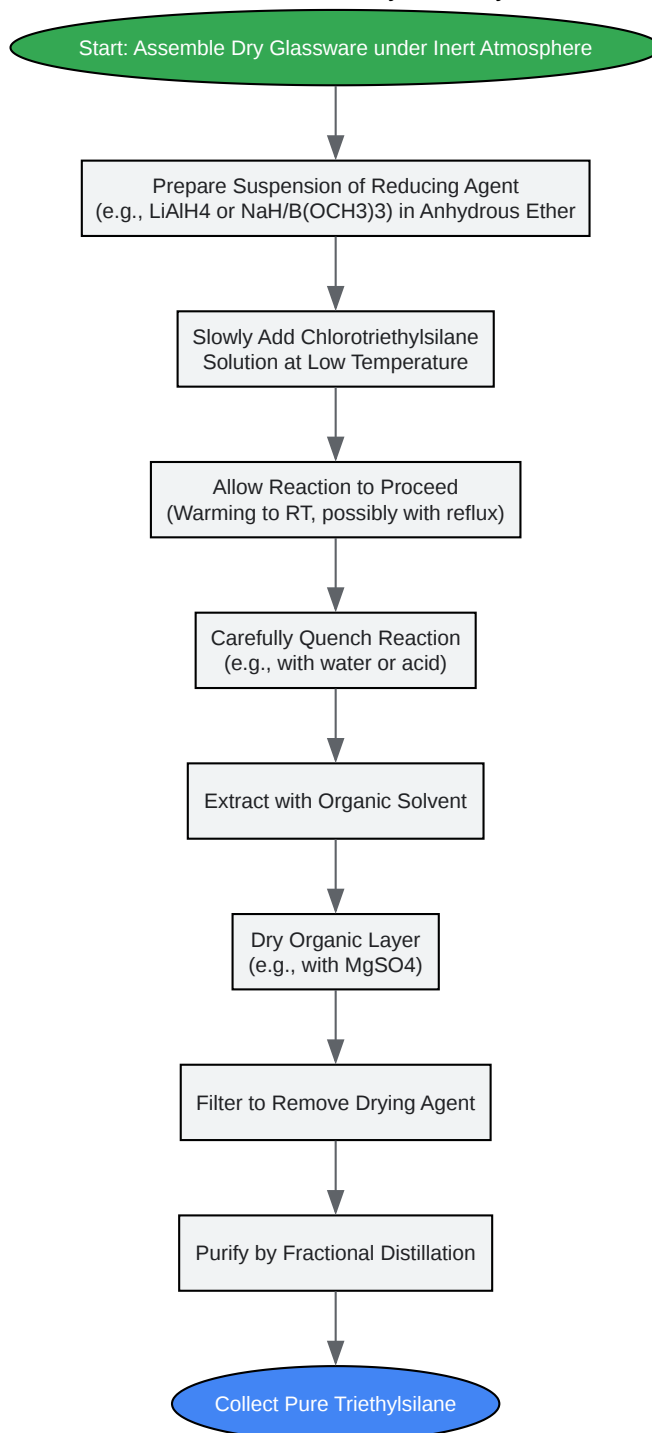 Start: Assemble Dry Glassware under Inert Atmosphere
Prepare Suspension of Reducing Agent
(e.g., LiAlH4 or NaH/B(OCH3)3) in Anhydrous Ether
Slowly Add Chlorotriethylsilane
Solution at Low Temperature
Allow Reaction to Proceed
(Warming to RT, possibly with reflux)
Carefully Quench Reaction
(e.g., with water or acid)
Extract with Organic Solvent
Dry Organic Layer
(e.g., with MgSO4)
Filter to Remove Drying Agent
Purify by Fractional Distillation
Collect Pure Triethylsilane